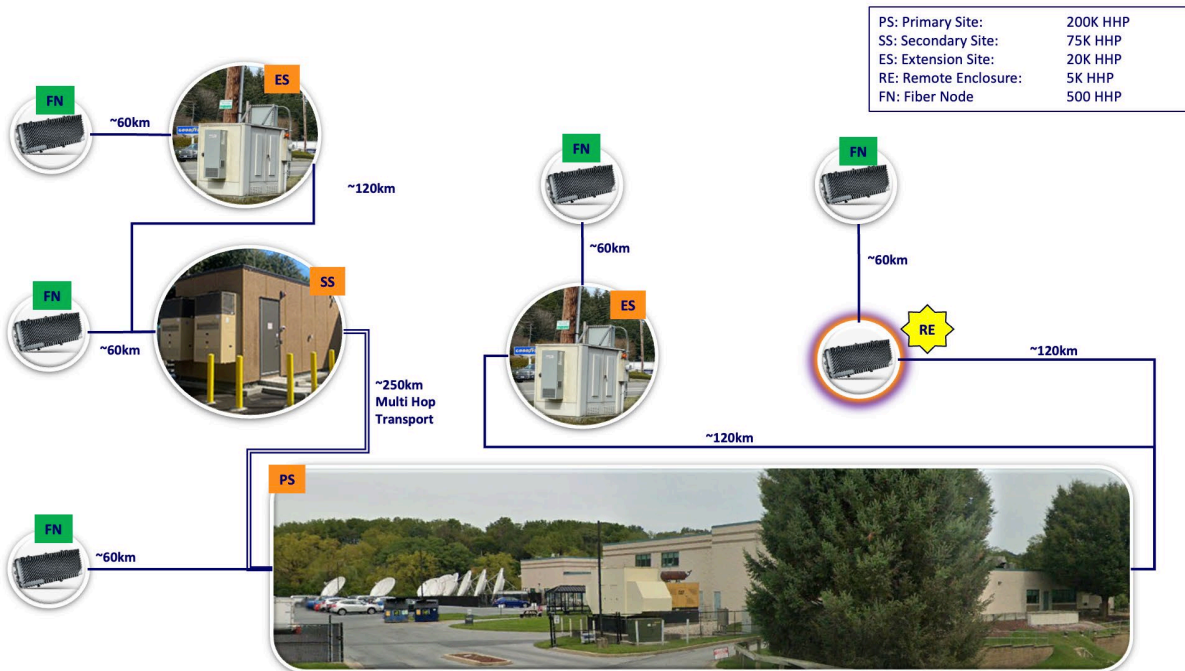 PS: Primary Site: 200K HHP
SS: Secondary Site: 75K HHP
ES: Extension Site: 20K HHP
RE: Remote Enclosure: 5K HHP
FN: Fiber Node 500 HHP
ES
FN
~60km
~120km
FN
FN
~60km
~60km
SS
FN
ES
RE
~60km
~120km
~250km
Multi Hop
Transport
~120km
PS
FN
~60km